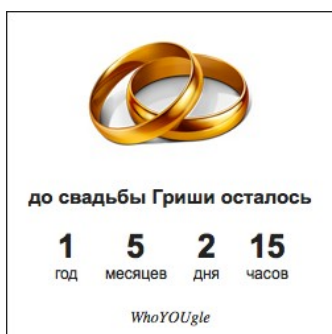 до свадьбы Гриши осталось
1 5 2 15
год месяцев дня часов
WhoYOUgle